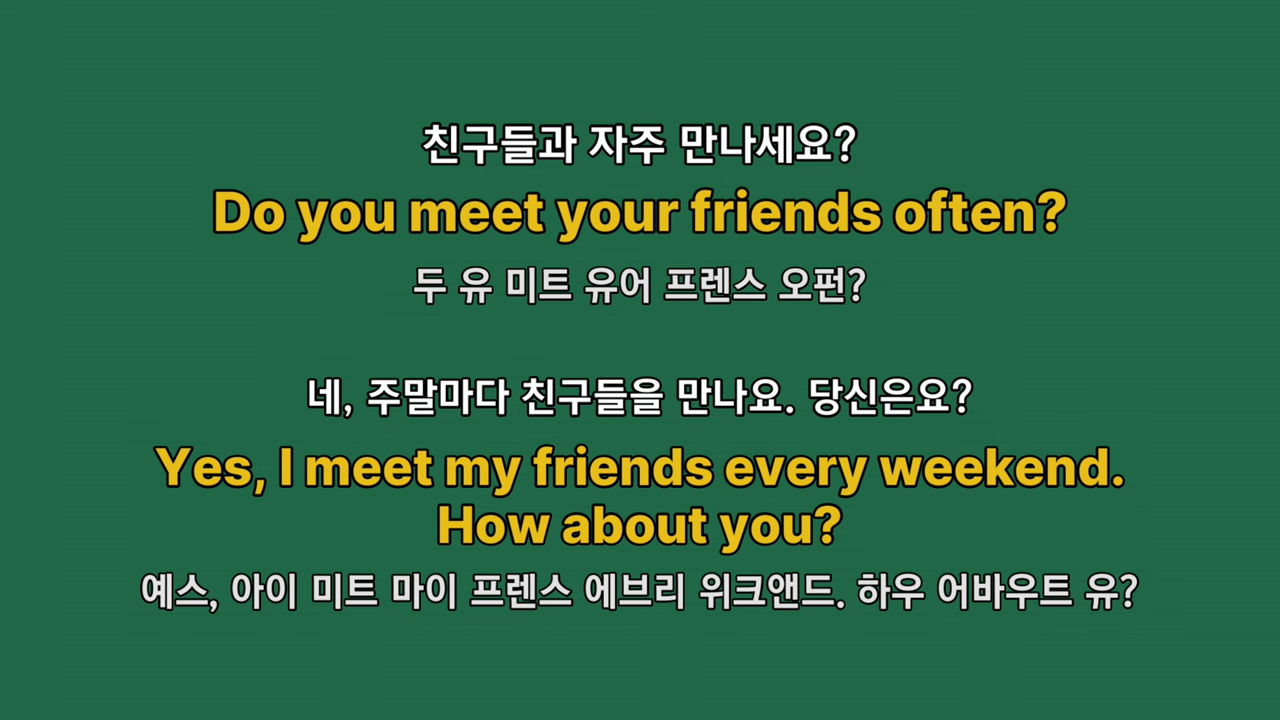 친구들과 자주 만나세요?
Do you meet your friends often?
두 유 미트 유어 프렌스 오펀?
네, 주말마다 친구들을 만나요. 당신은요?
Yes, I meet my friends every weekend.
How about you?
예스, 아이 미트 마이 프렌스 에브리 위크앤드. 하우 어바우트 유?